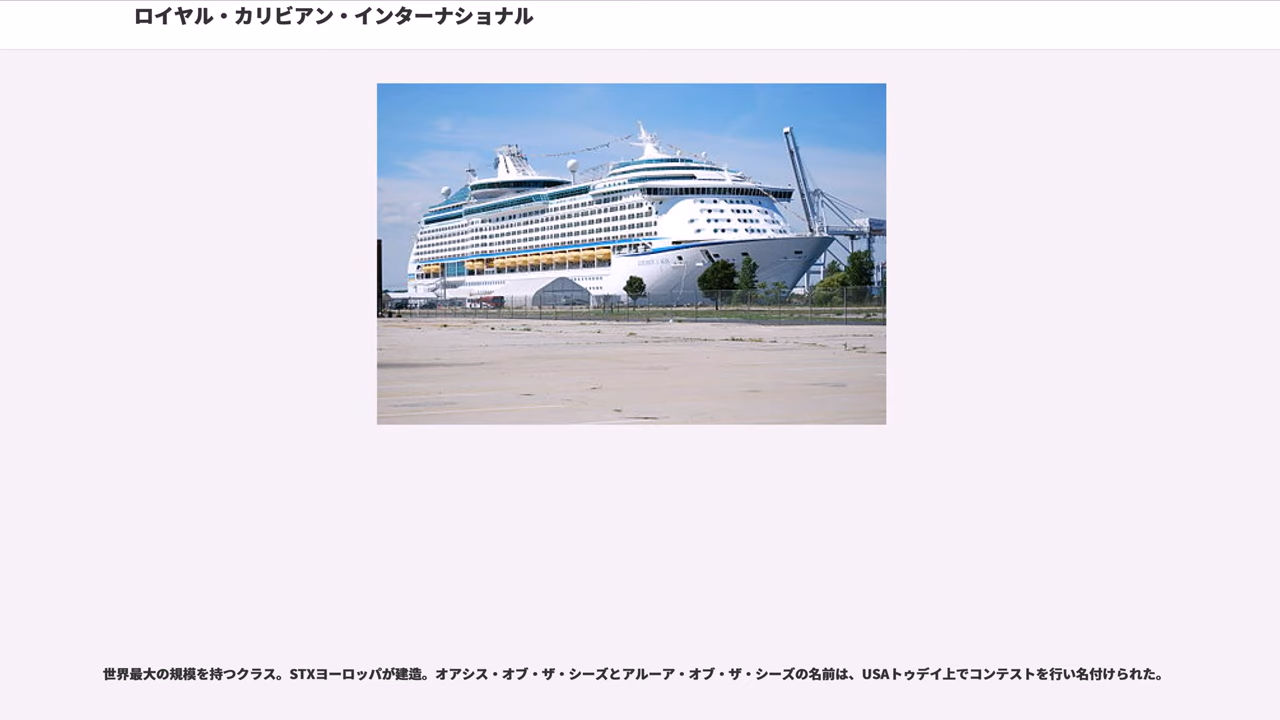 ロイヤル・カリビアン・インターナショナル
世界最大の規模を持つクラス。STXヨーロッパが建造。オアシス・オブ・ザ・シーズとアルーア・オブ・ザ・シーズの名前は、USAトゥデイ上でコンテストを行い名付けられた。